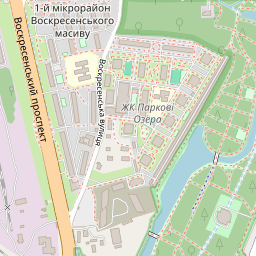 1-й мікрорайон
Воскресенського
масиву
Воскресенський проспект
Воскресенська вулиця
ЖК Паркові
Озера